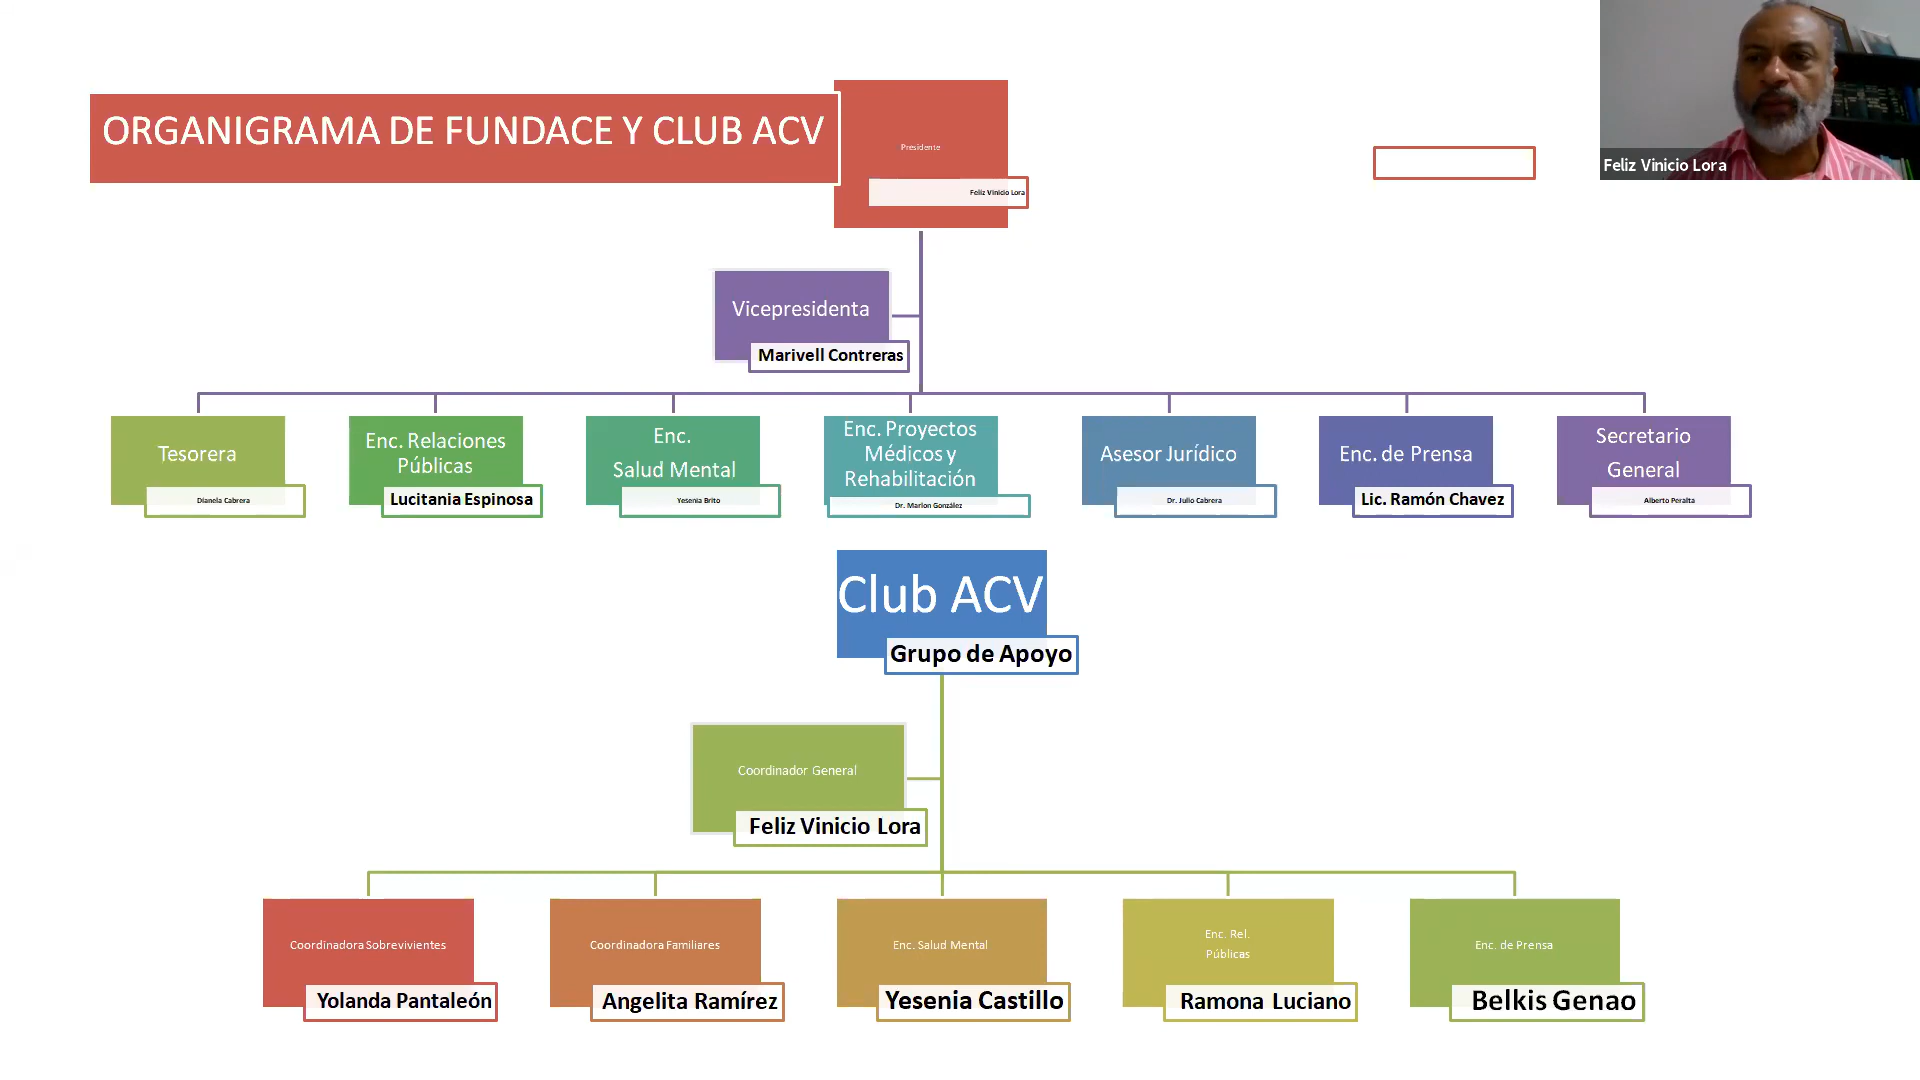 ORGANIGRAMA DE FUNDACE Y CLUB ACV
Presidente
Feliz Vinicio Lora
Feliz Vinicio Lora
Vicepresidenta
Marivell Contreras
Tesorera
Dianela Cabrera
Enc. Relaciones
Públicas
Lucitania Espinosa
Enc.
Salud Mental
Yesenia Brito
Enc. Proyectos
Médicos y
Rehabilitación
Dr. Marlon González
Asesor Jurídico
Dr. Julio Cabrera
Enc. de Prensa
Lic. Ramón Chavez
Secretario
General
Alberto Peralta
Club ACV
Grupo de Apoyo
Coordinador General
Feliz Vinicio Lora
Coordinadora Sobrevivientes
Yolanda Pantaleón
Coordinadora Familiares
Angelita Ramírez
Enc. Salud Mental
Yesenia Castillo
Enc. Rel.
Públicas
Ramona Luciano
Enc. de Prensa
Belkis Genao